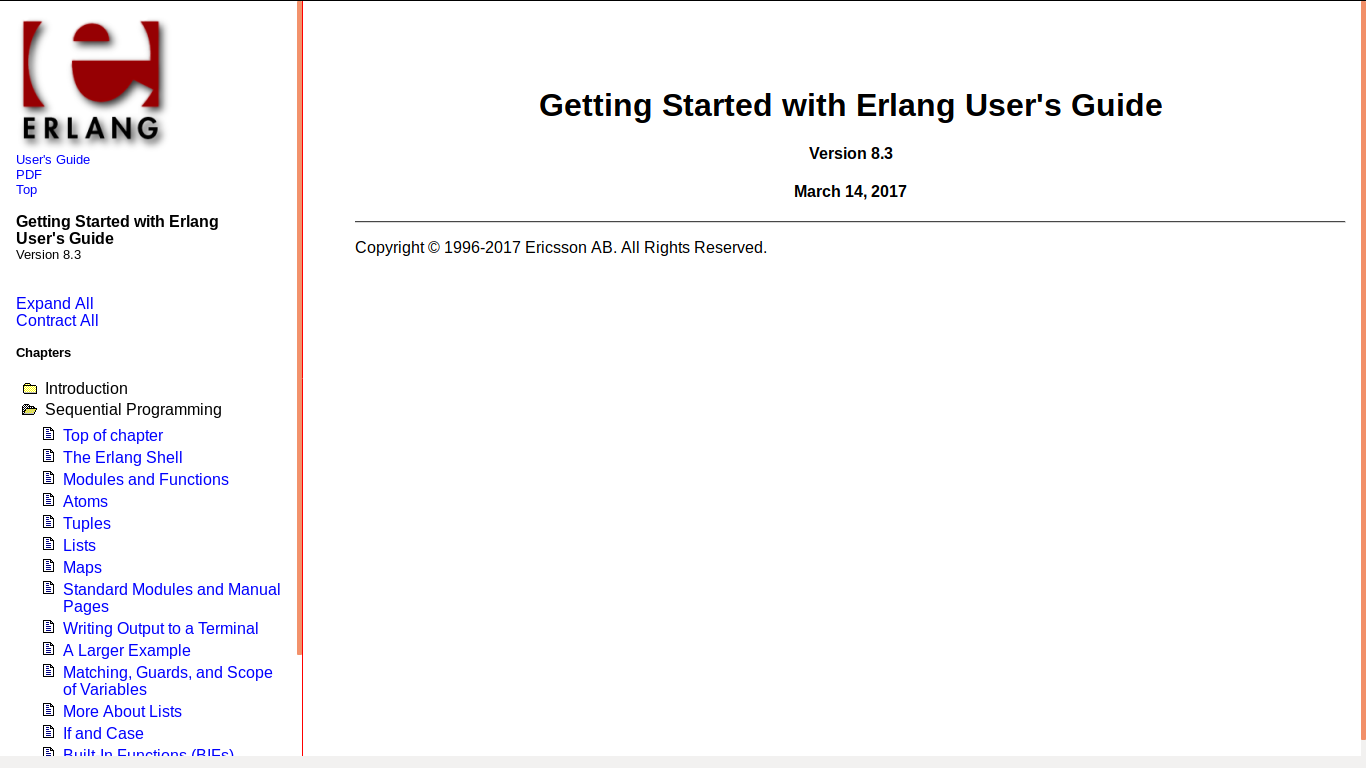 ERLANG
User's Guide
PDF
Top
Getting Started with Erlang
User's Guide
Version 8.3
Expand All
Contract All
Chapters
Introduction
Sequential Programming
Top of chapter
The Erlang Shell
Modules and Functions
Atoms
Tuples
Lists
Maps
Standard Modules and Manual
Pages
Writing Output to a Terminal
A Larger Example
Matching, Guards, and Scope
of Variables
More About Lists
If and Case
Built-In Functions (BIFs)
Getting Started with Erlang User's Guide
Version 8.3
March 14, 2017
Copyright © 1996-2017 Ericsson AB. All Rights Reserved.